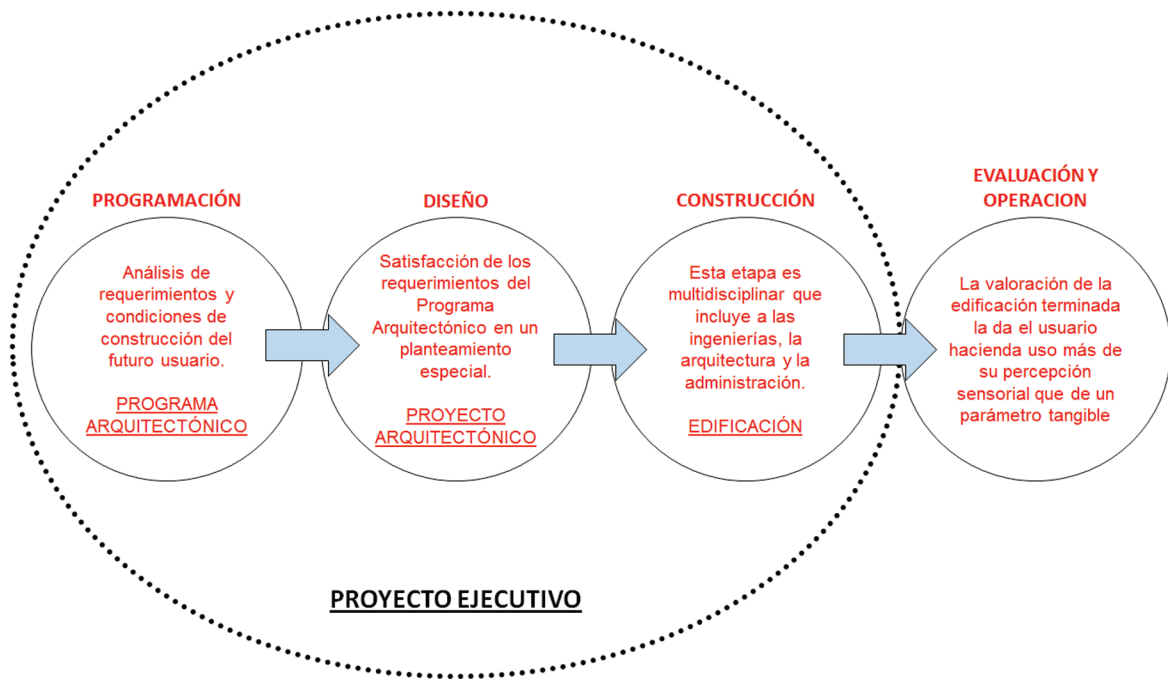 PROGRAMACIÓN
Análisis de
requerimientos y
condiciones de
construcción del
futuro usuario.
PROGRAMA
ARQUITECTÓNICO
DISEÑO
Satisfacción de los
requerimientos del
Programa
Arquitectónico en un
planteamiento
especial.
PROYECTO
ARQUITECTÓNICO
CONSTRUCCIÓN
Esta etapa es
multidisciplinar que
incluye a las
ingenierías, la
arquitectura y la
administración.
EDIFICACIÓN
EVALUACIÓN Y
OPERACION
La valoración de la
edificación terminada
la da el usuario
hacienda uso más de
su percepción
sensorial que de un
parámetro tangible
PROYECTO EJECUTIVO